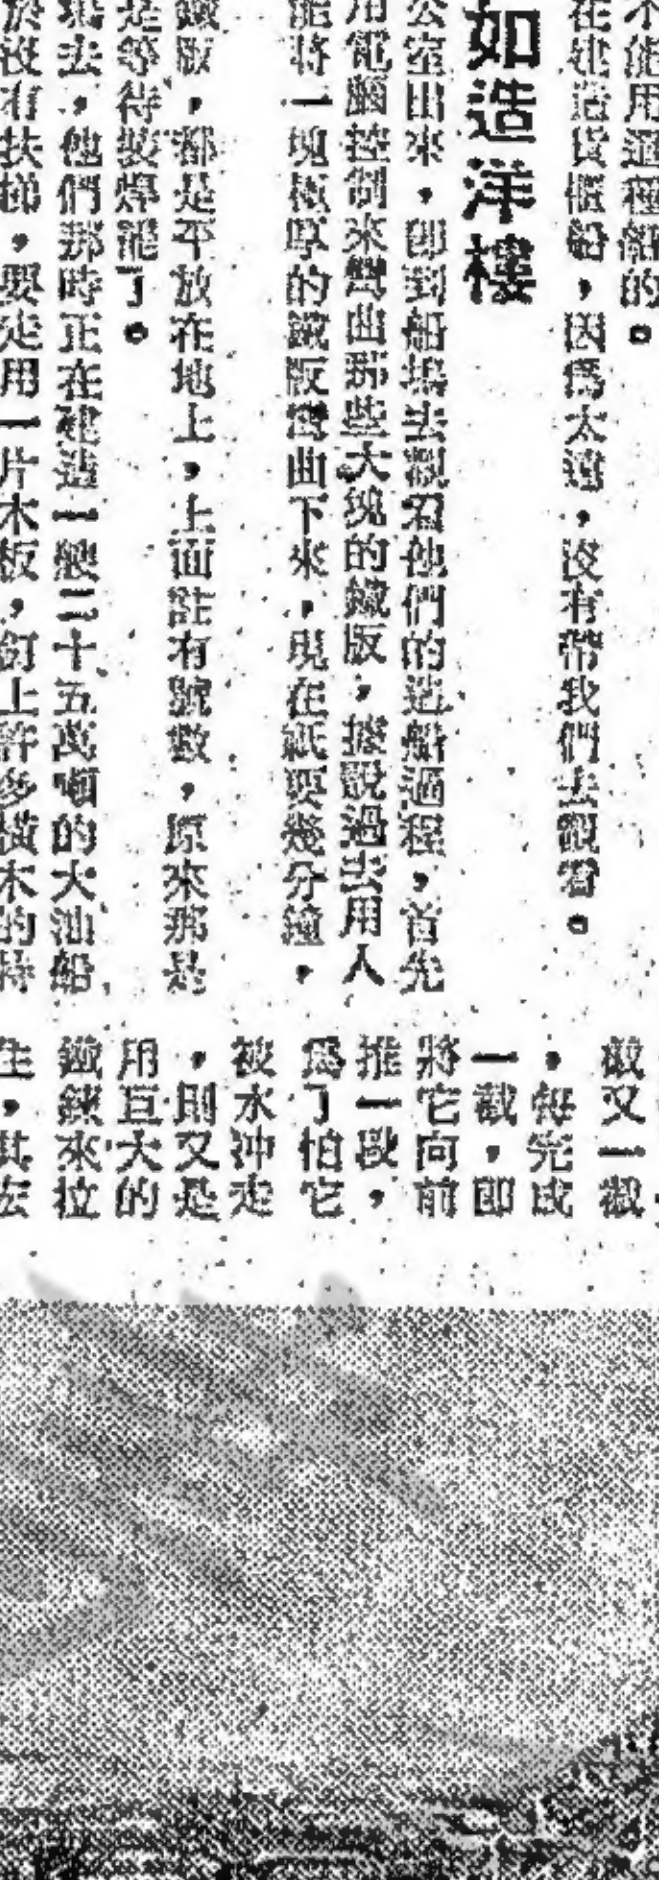 不能用這種船的。
在建造貨櫃船，因爲太遠，沒有帶我們去觀看。
如造洋樓
公室出來，即到船塢去觀看他們的造船過程，首先
用電腦控制來彎曲那些大塊的鐵版，據說過去用人
能將一塊極厚的鐵版彎曲下來，現在祇要幾分鐘，
鐵版，都是平放在地上，上面註有號數，原來那是
是等待裝焊罷了。
塢去，他們那時正在建造一艘二十五萬噸的大油船
於沒有扶梯，要走用一片木板，釘上許多橫木的特
做又一截
，每完成
一截，即
將它向前
推一段，
爲了怕它
被水冲走
，則又是
用巨大的
鐵鍊來拉
住，其宏